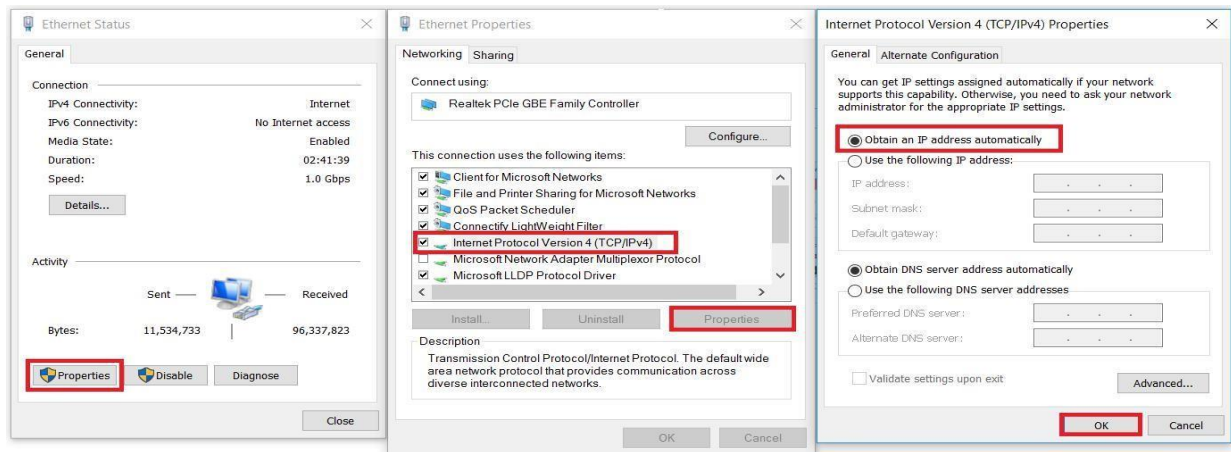 Ethernet Status
General
Connection
IPv4 Connectivity: Internet
IPv6 Connectivity: No Internet access
Media State: Enabled
Duration: 02:41:39
Speed: 1.0 Gbps
Details...
Activity
Sent Received
Bytes: 11,534,733 96,337,823
Properties Disable Diagnose
Close
Ethernet Properties
Networking Sharing
Connect using:
Realtek PCIe GBE Family Controller
Configure...
This connection uses the following items:
Client for Microsoft Networks
File and Printer Sharing for Microsoft Networks
QoS Packet Scheduler
Connectify LightWeight Filter
Internet Protocol Version 4 (TCP/IPv4)
Microsoft Network Adapter Multiplexor Protocol
Microsoft LLDP Protocol Driver
Install... Uninstall Properties
Description
Transmission Control Protocol/Internet Protocol. The default wide
area network protocol that provides communication across
diverse interconnected networks.
OK Cancel
Internet Protocol Version 4 (TCP/IPv4) Properties
General Alternate Configuration
You can get IP settings assigned automatically if your network
supports this capability. Otherwise, you need to ask your network
administrator for the appropriate IP settings.
Obtain an IP address automatically
Use the following IP address:
IP address:
Subnet mask:
Default gateway:
Obtain DNS server address automatically
Use the following DNS server addresses
Preferred DNS server:
Alternate DNS server:
Validate settings upon exit
Advanced...
OK Cancel